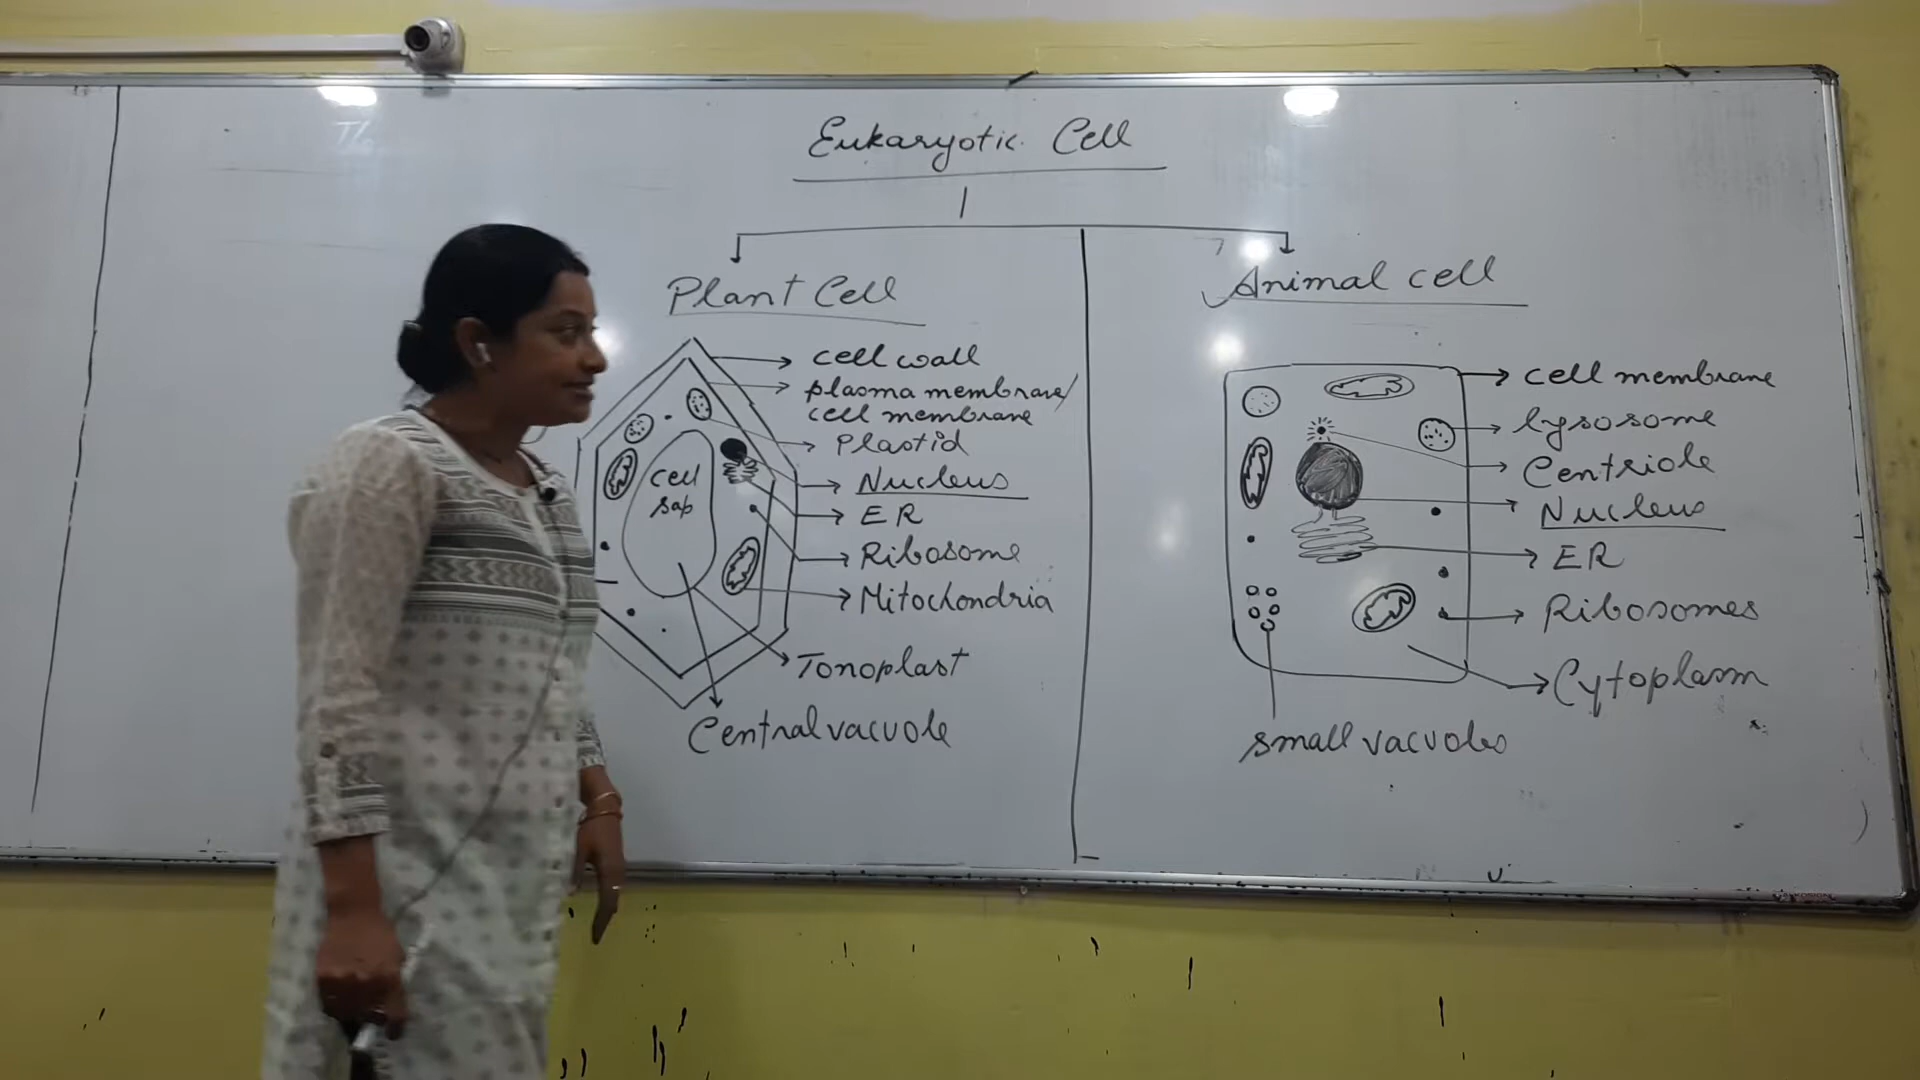 Eukaryotic Cell
Plant Cell
cell wall
plasma membrane/
cell membrane
Plastid
Nucleus
ER
Ribosome
Mitochondria
Tonoplast
Central vacuole
cell
sap
Animal cell
cell membrane
lysosome
Centriole
Nucleus
ER
Ribosomes
Cytoplasm
small vacuoles